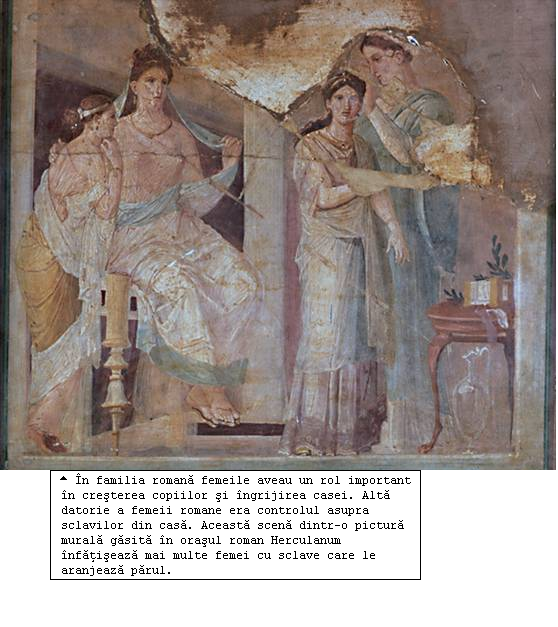 În familia romană femeile aveau un rol important
în creşterea copiilor şi îngrijirea casei. Altă
datorie a femeii romane era controlul asupra
sclavilor din casă. Această scenă dintr-o pictură
murală găsită în oraşul roman Herculanum
înfăţişează mai multe femei cu sclave care le
aranjează părul.